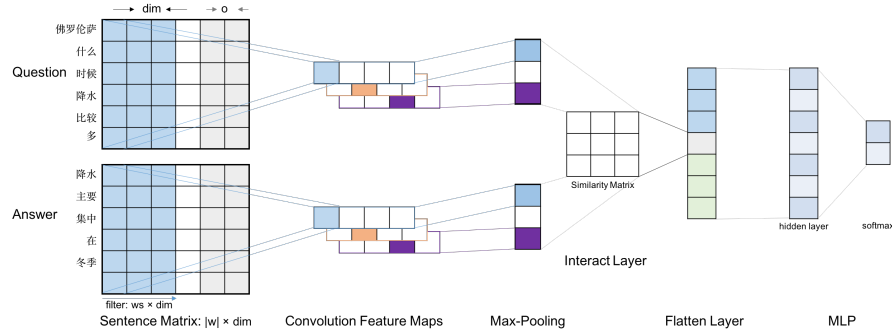 dim
o
佛罗伦萨
什么
Question
时候
降水
比较
多
Similarity Matrix
降水
主要
Answer
集中
在
冬季
Interact Layer
hidden layer
softmax
filter: ws × dim
Sentence Matrix: |w| × dim
Convolution Feature Maps
Max-Pooling
Flatten Layer
MLP